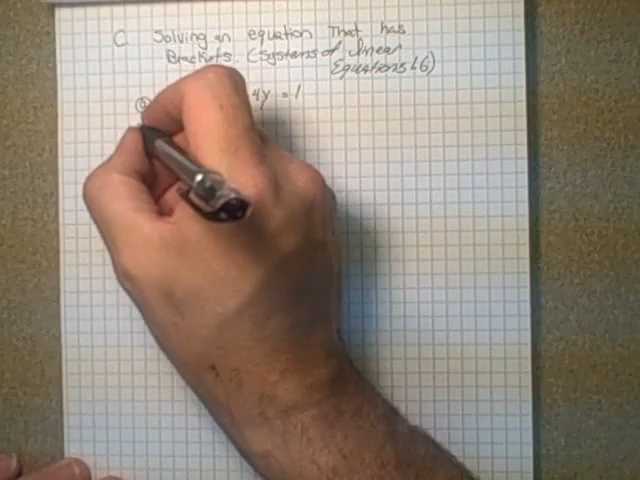 C. Solving an equation that has
Brackets. (Systems of linear
Equations L6)
4y = 1